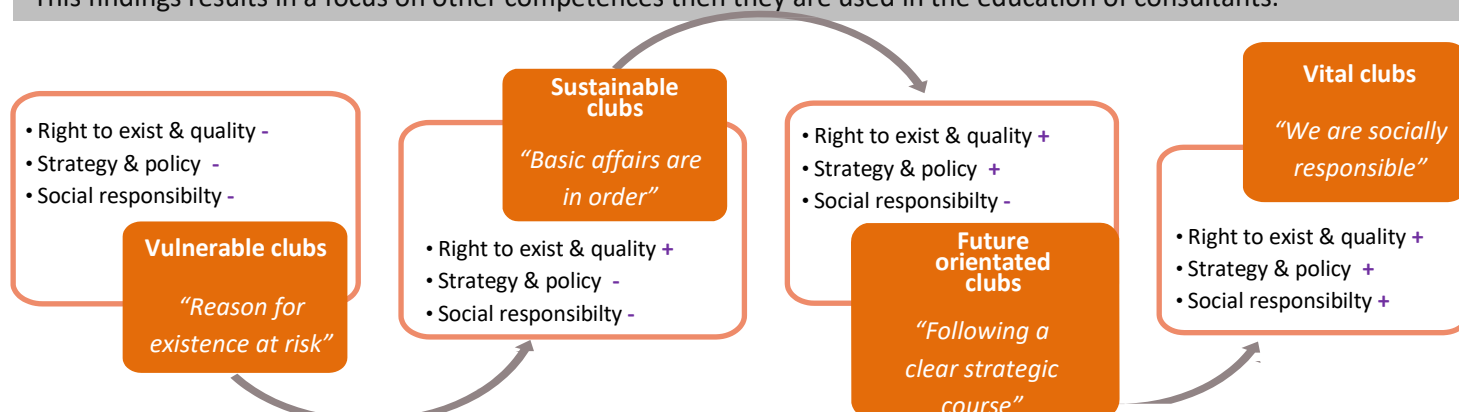 This findings results in a focus on other competences then they are used in the education of consultants.
• Right to exist & quality -
• Strategy & policy -
• Social responsibilty -
Vulnerable clubs
“Reason for
existence at risk”
Sustainable
clubs
“Basic affairs are
in order”
• Right to exist & quality +
• Strategy & policy -
• Social responsibilty -
• Right to exist & quality +
• Strategy & policy +
• Social responsibilty -
Future
orientated
clubs
“Following a
clear strategic
course”
Vital clubs
“We are socially
responsible”
• Right to exist & quality +
• Strategy & policy +
• Social responsibilty +